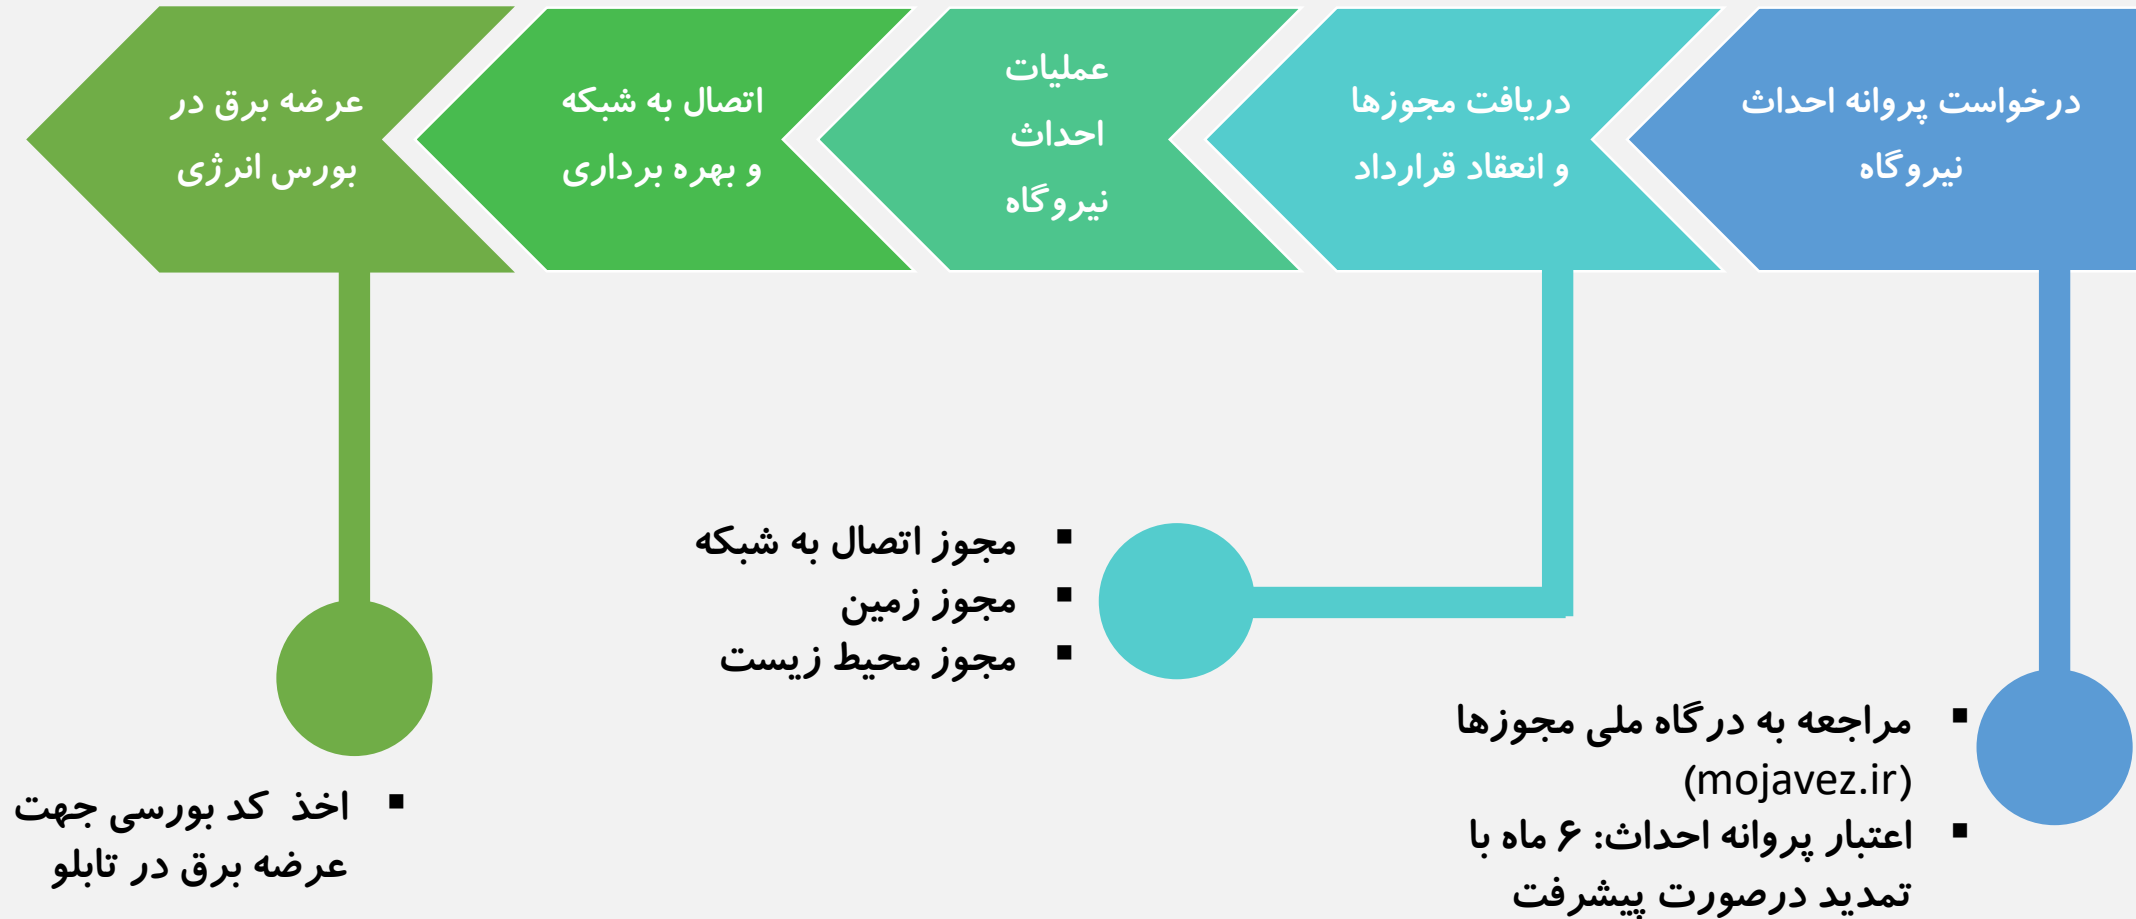 درخواست پروانه احداث
نیروگاه
دریافت مجوزها
و انعقاد قرارداد
عملیات
احداث
نیروگاه
اتصال به شبکه
و بهره برداری
عرضه برق در
بورس انرژی
▪ مجوز اتصال به شبکه
▪ مجوز زمین
▪ مجوز محیط زیست
▪ مراجعه به درگاه ملی مجوزها
(mojavez.ir)
▪ اعتبار پروانه احداث: ۶ ماه با
تمدید درصورت پیشرفت
▪ اخذ کد بورسی جهت
عرضه برق در تابلو